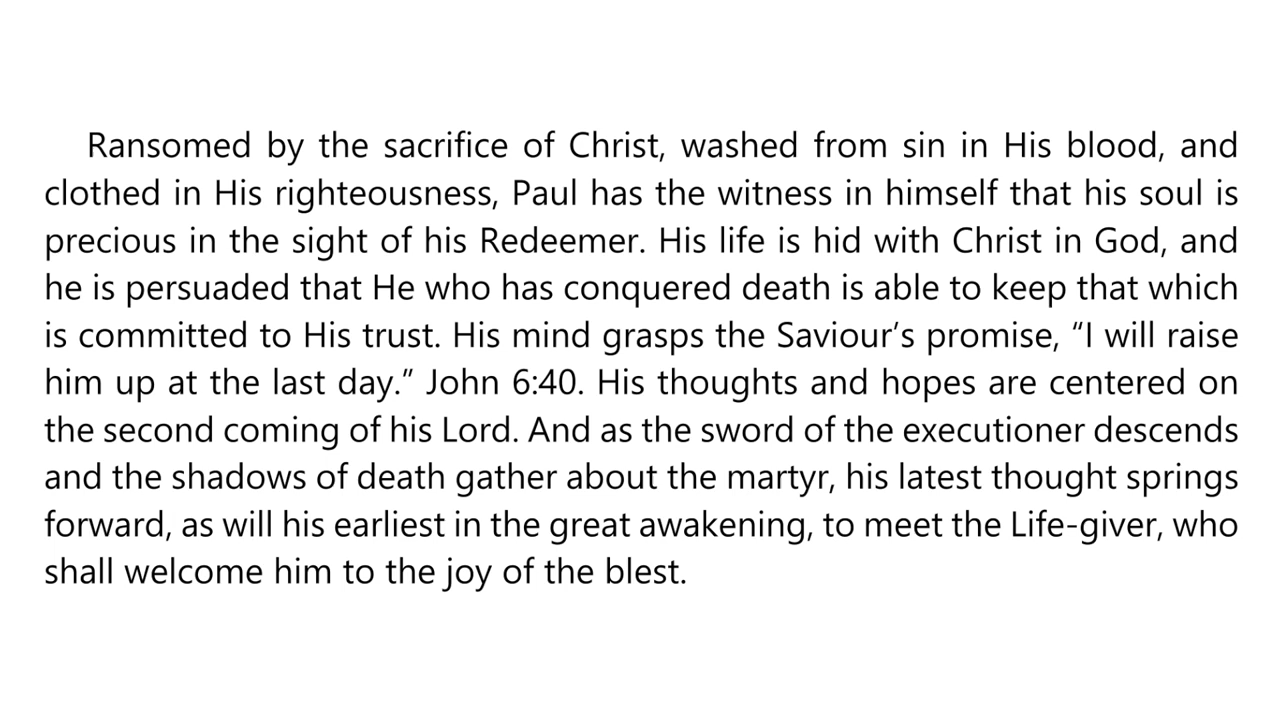 Ransomed by the sacrifice of Christ, washed from sin in His blood, and
clothed in His righteousness, Paul has the witness in himself that his soul is
precious in the sight of his Redeemer. His life is hid with Christ in God, and
he is persuaded that He who has conquered death is able to keep that which
is committed to His trust. His mind grasps the Saviour’s promise, “I will raise
him up at the last day.” John 6:40. His thoughts and hopes are centered on
the second coming of his Lord. And as the sword of the executioner descends
and the shadows of death gather about the martyr, his latest thought springs
forward, as will his earliest in the great awakening, to meet the Life-giver, who
shall welcome him to the joy of the blest.